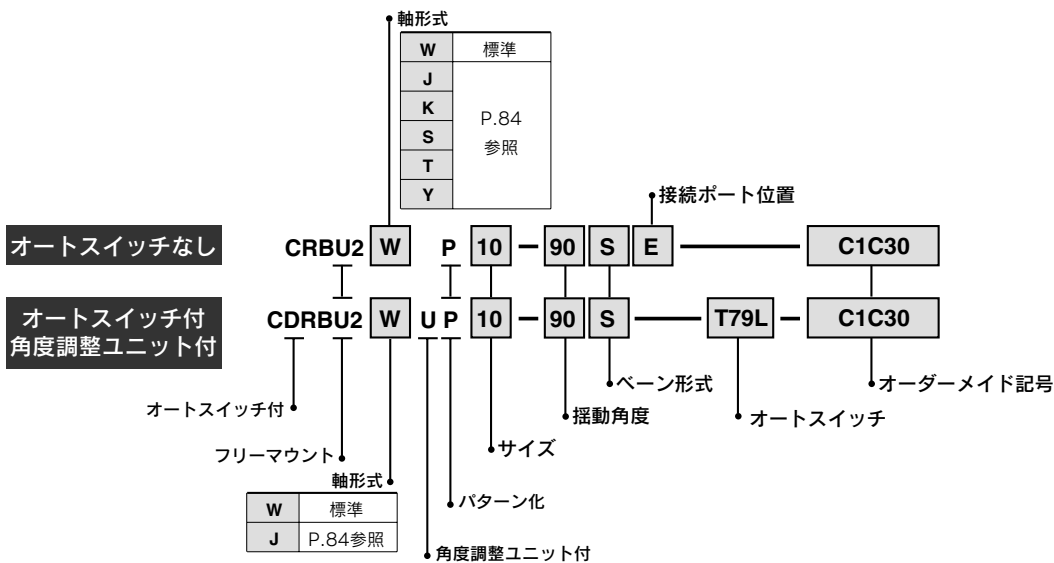 軸形式
W 標準
J
K
S
T
Y
P.84
参照
接続ポート位置
オートスイッチなし CRBU2 W P 10 － 90 S E － C1C30
オートスイッチ付
角度調整ユニット付
CDRBU2 W U P 10 － 90 S － T79L － C1C30
ベーン形式
オーダーメイド記号
オートスイッチ付
揺動角度
オートスイッチ
フリーマウント
サイズ
軸形式
W 標準
J P.84参照
パターン化
角度調整ユニット付